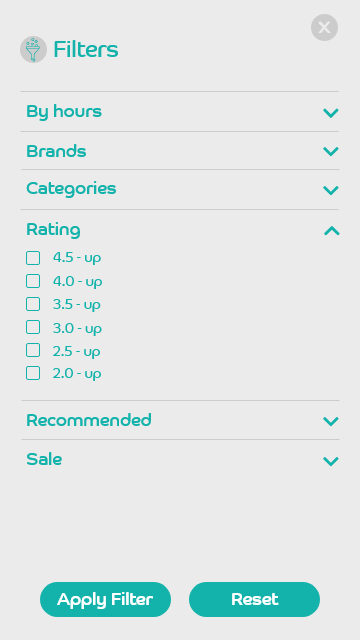 Filters
By hours
Brands
Categories
Rating
4.5 - up
4.0 - up
3.5 - up
3.0 - up
2.5 - up
2.0 - up
Recommended
Sale
Apply Filter
Reset